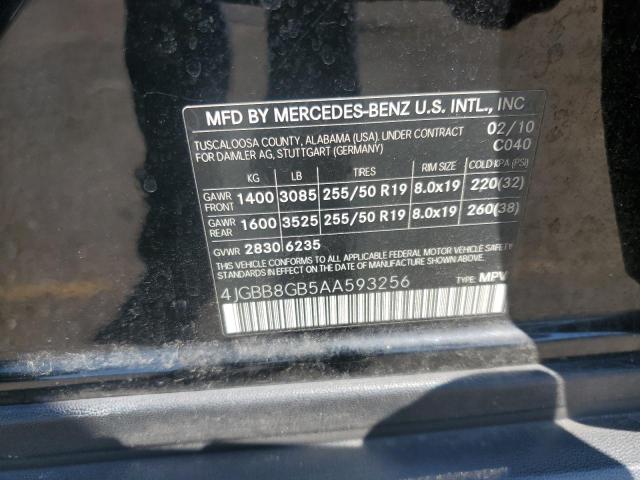 MFD BY MERCEDES-BENZ U.S. INTL., INC
TUSCALOOSA COUNTY, ALABAMA (USA). UNDER CONTRACT 02/10
FOR DAIMLER AG, STUTTGART (GERMANY) C040
KG LB TIRES RIM SIZE COLD KPA (PSI)
GAWR FRONT 1400 3085 255/50 R19 8.0x19 220(32)
GAWR REAR 1600 3525 255/50 R19 8.0x19 260(38)
GVWR 2830 6235
THIS VEHICLE CONFORMS TO ALL APPLICABLE FEDERAL MOTOR VEHICLE SAFETY
STANDARDS IN EFFECT ON THE DATE OF MANUFACTURE SHOWN ABOVE.
4JGBB8GB5AA593256 TYPE: MPV